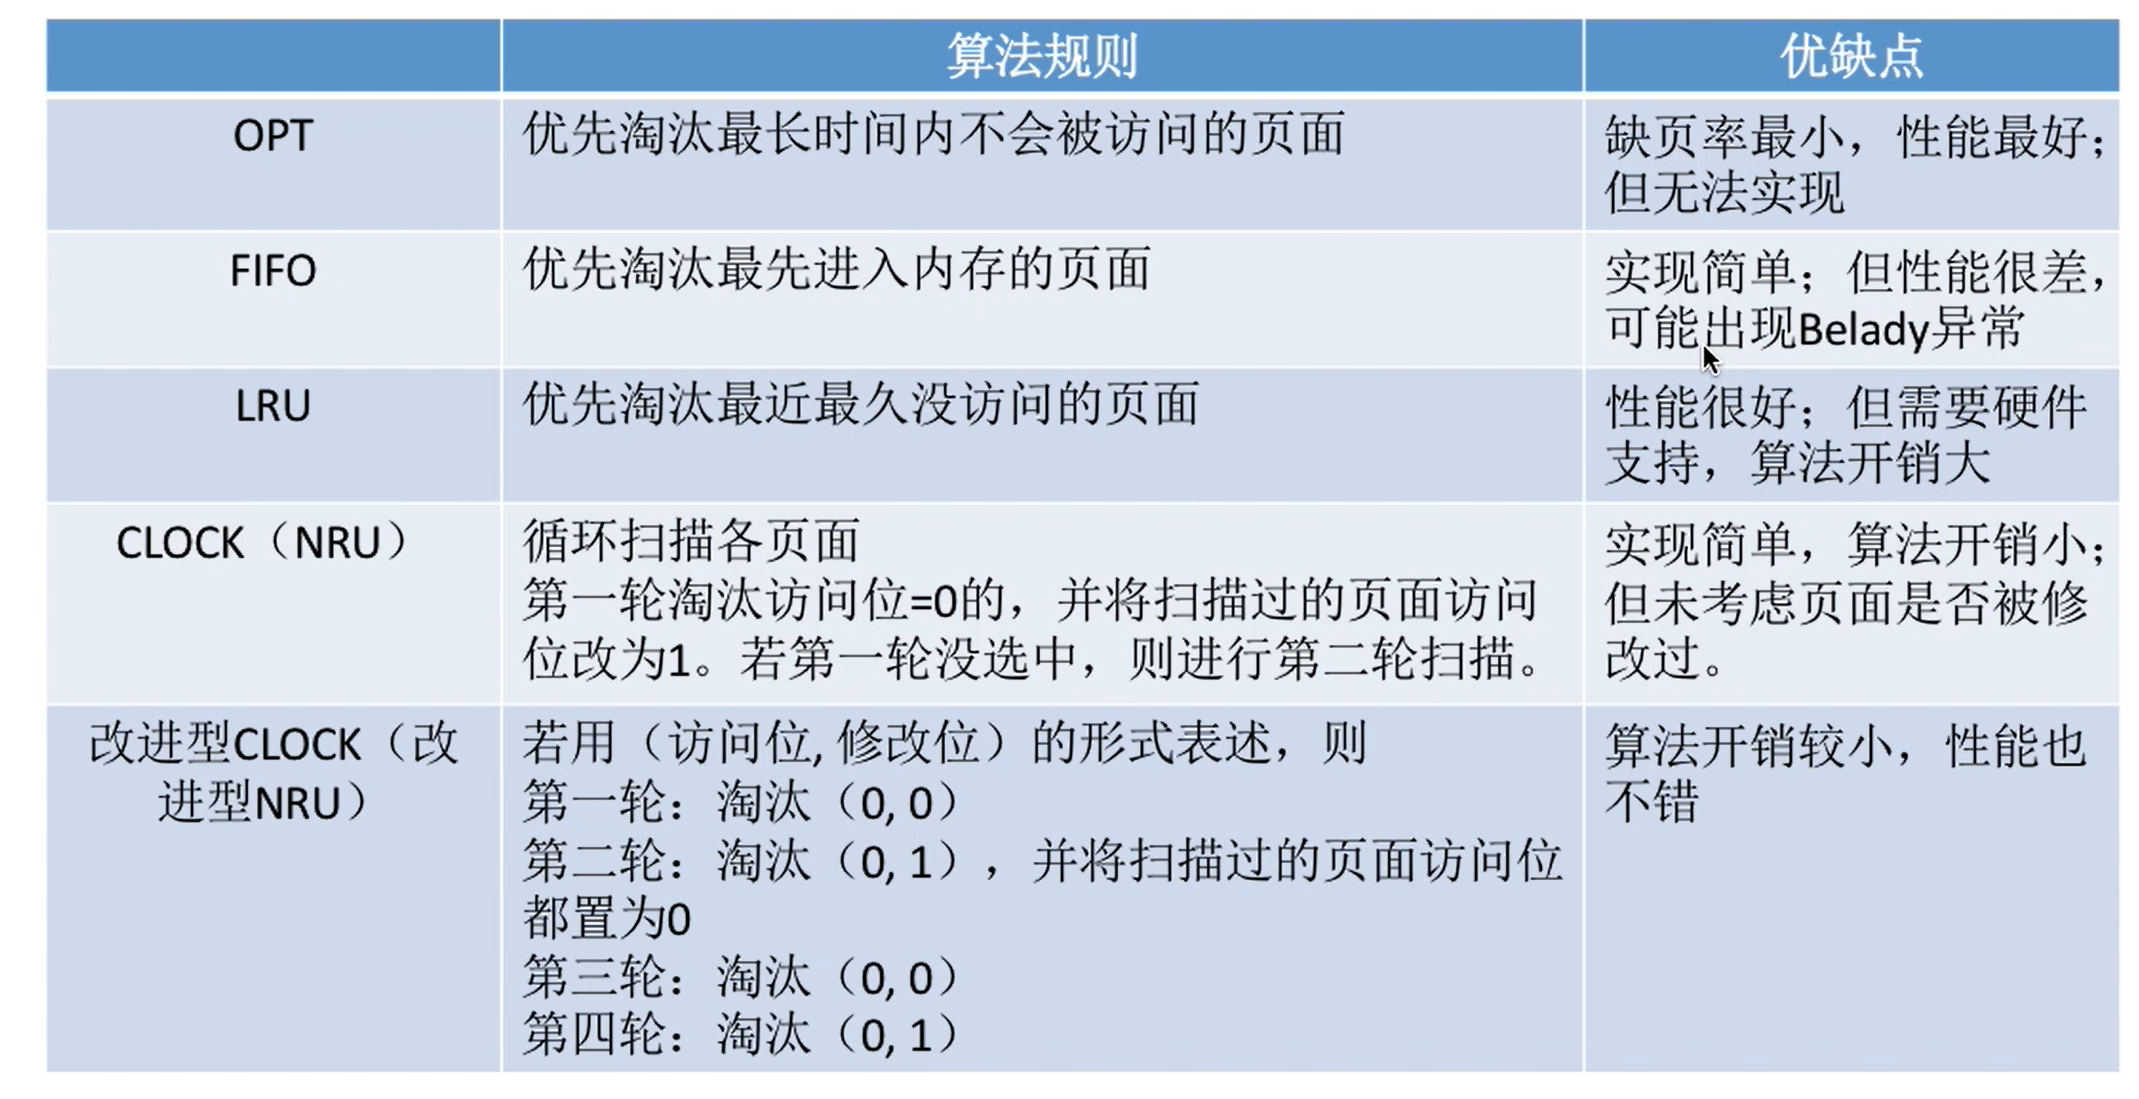 算法规则
优缺点
OPT
优先淘汰最长时间内不会被访问的页面
缺页率最小，性能最好；
但无法实现
FIFO
优先淘汰最先进入内存的页面
实现简单；但性能很差，
可能出现Belady异常
LRU
优先淘汰最近最久没访问的页面
性能很好；但需要硬件
支持，算法开销大
CLOCK（NRU）
循环扫描各页面
第一轮淘汰访问位=0的，并将扫描过的页面访问
位改为1。若第一轮没选中，则进行第二轮扫描。
实现简单，算法开销小；
但未考虑页面是否被修
改过。
改进型CLOCK（改
进型NRU）
若用（访问位, 修改位）的形式表述，则
第一轮：淘汰（0, 0）
第二轮：淘汰（0, 1），并将扫描过的页面访问位
都置为0
第三轮：淘汰（0, 0）
第四轮：淘汰（0, 1）
算法开销较小，性能也
不错